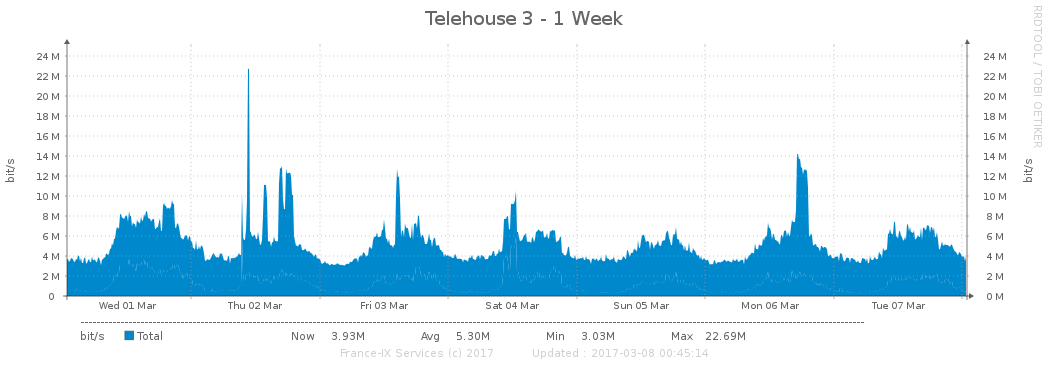 Telehouse 3 - 1 Week
RRDTOOL / TOBI OETIKER
bit/s
bit/s
24 M 24 M
22 M 22 M
20 M 20 M
18 M 18 M
16 M 16 M
14 M 14 M
12 M 12 M
10 M 10 M
8 M 8 M
6 M 6 M
4 M 4 M
2 M 2 M
0 0 M
Wed 01 Mar Thu 02 Mar Fri 03 Mar Sat 04 Mar Sun 05 Mar Mon 06 Mar Tue 07 Mar
bit/s Total Now 3.93M Avg 5.30M Min 3.03M Max 22.69M
France-IX Services (c) 2017 Updated : 2017-03-08 00:45:14